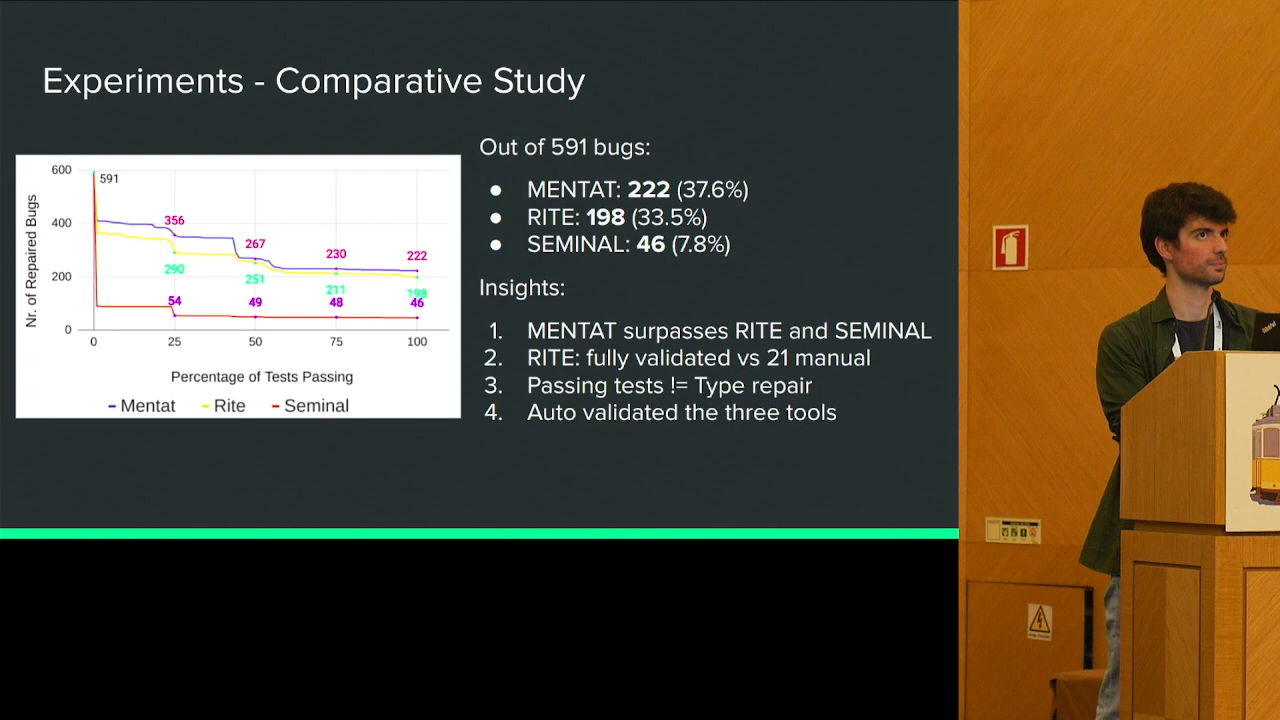 Experiments - Comparative Study
600
400
200
0
Nr. of Repaired Bugs
591
356
267
230
222
290
251
211
198
54
49
48
46
0
25
50
75
100
Percentage of Tests Passing
Mentat
Rite
Seminal
Out of 591 bugs:
● MENTAT: 222 (37.6%)
● RITE: 198 (33.5%)
● SEMINAL: 46 (7.8%)
Insights:
1. MENTAT surpasses RITE and SEMINAL
2. RITE: fully validated vs 21 manual
3. Passing tests != Type repair
4. Auto validated the three tools